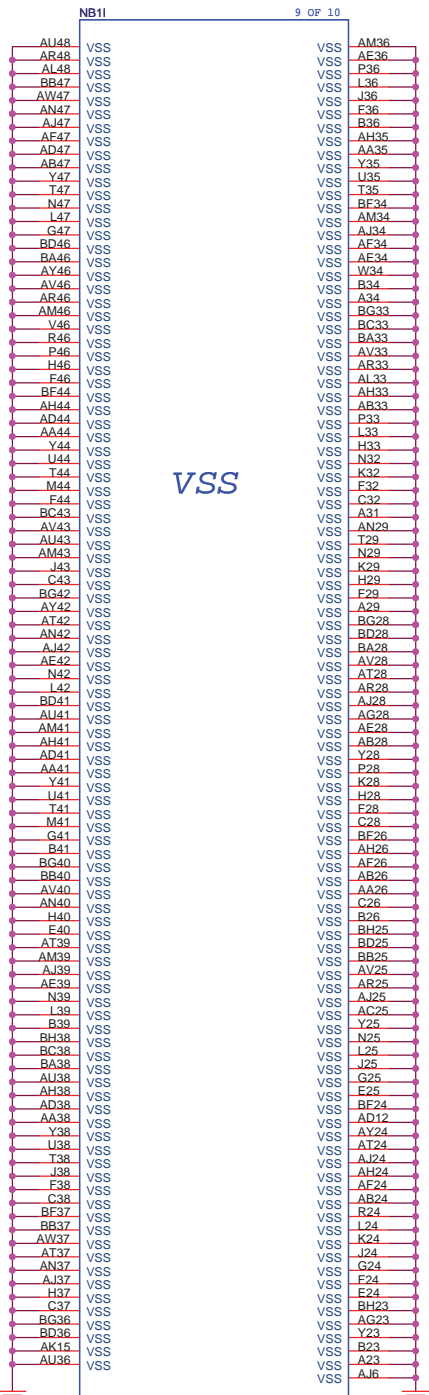 NB1I
9 OF 10
AU48 VSS
AR48 VSS
AL48 VSS
BB47 VSS
AW47 VSS
AN47 VSS
AJ47 VSS
AF47 VSS
AD47 VSS
AB47 VSS
Y47 VSS
T47 VSS
N47 VSS
L47 VSS
G47 VSS
BD46 VSS
BA46 VSS
AY46 VSS
AV46 VSS
AR46 VSS
AM46 VSS
V46 VSS
R46 VSS
P46 VSS
H46 VSS
F46 VSS
BF44 VSS
AH44 VSS
AD44 VSS
AA44 VSS
Y44 VSS
U44 VSS
T44 VSS
M44 VSS
F44 VSS
BC43 VSS
AV43 VSS
AU43 VSS
AM43 VSS
J43 VSS
C43 VSS
BG42 VSS
AY42 VSS
AT42 VSS
AN42 VSS
AJ42 VSS
AE42 VSS
N42 VSS
L42 VSS
BD41 VSS
AU41 VSS
AM41 VSS
AH41 VSS
AD41 VSS
AA41 VSS
Y41 VSS
U41 VSS
T41 VSS
M41 VSS
G41 VSS
B41 VSS
BG40 VSS
BB40 VSS
AV40 VSS
AN40 VSS
H40 VSS
E40 VSS
AT39 VSS
AM39 VSS
AJ39 VSS
AE39 VSS
N39 VSS
L39 VSS
B39 VSS
BH38 VSS
BC38 VSS
BA38 VSS
AU38 VSS
AH38 VSS
AD38 VSS
AA38 VSS
Y38 VSS
U38 VSS
T38 VSS
J38 VSS
F38 VSS
C38 VSS
BF37 VSS
BB37 VSS
AW37 VSS
AT37 VSS
AN37 VSS
AJ37 VSS
H37 VSS
C37 VSS
BG36 VSS
BD36 VSS
AK15 VSS
AU36 VSS
VSS
VSS AM36
VSS AE36
VSS P36
VSS L36
VSS J36
VSS F36
VSS B36
VSS AH35
VSS AA35
VSS Y35
VSS U35
VSS T35
VSS BF34
VSS AM34
VSS AJ34
VSS AF34
VSS AE34
VSS W34
VSS B34
VSS A34
VSS BG33
VSS BC33
VSS BA33
VSS AV33
VSS AR33
VSS AL33
VSS AH33
VSS AB33
VSS P33
VSS L33
VSS H33
VSS N32
VSS K32
VSS F32
VSS C32
VSS A31
VSS AN29
VSS T29
VSS N29
VSS K29
VSS H29
VSS F29
VSS A29
VSS BG28
VSS BD28
VSS BA28
VSS AV28
VSS AT28
VSS AR28
VSS AJ28
VSS AG28
VSS AE28
VSS AB28
VSS Y28
VSS P28
VSS K28
VSS H28
VSS F28
VSS C28
VSS BF26
VSS AH26
VSS AF26
VSS AB26
VSS AA26
VSS C26
VSS B26
VSS BH25
VSS BD25
VSS BB25
VSS AV25
VSS AR25
VSS AJ25
VSS AC25
VSS Y25
VSS N25
VSS L25
VSS J25
VSS G25
VSS E25
VSS BF24
VSS AD12
VSS AY24
VSS AT24
VSS AJ24
VSS AH24
VSS AF24
VSS AB24
VSS R24
VSS L24
VSS K24
VSS J24
VSS G24
VSS F24
VSS E24
VSS BH23
VSS AG23
VSS Y23
VSS B23
VSS A23
VSS AJ6